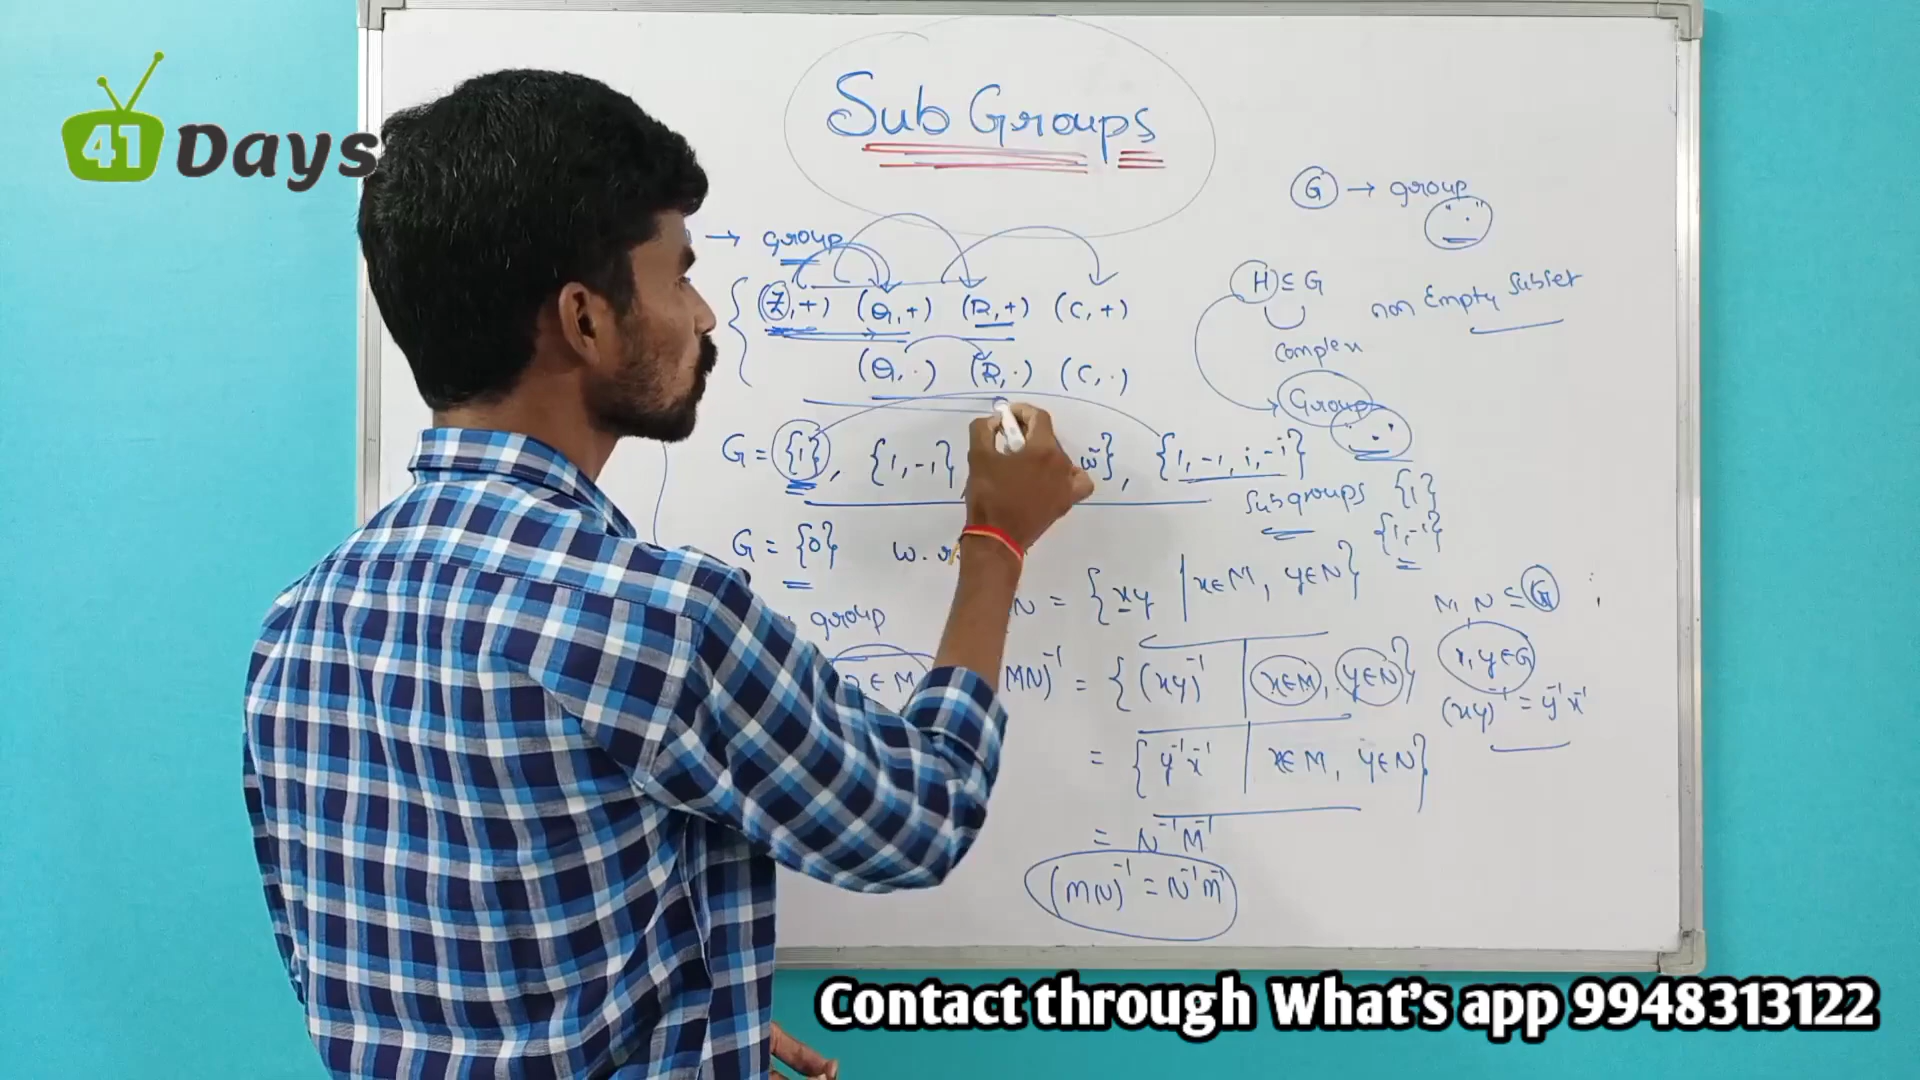 41 Days
Sub Groups
G → group
→ group
H ⊆ G
non Empty Subset
(Z,+) (Q,+) (R,+) (C,+)
Complex
(Q,·) (R,·) (C,·)
Group
G = {1}, {1,-1} ω²}, {1,-1,i,-i}
Subgroups {1}
{1,-1}
G = {0} w.r
N = {xy | x∈M, y∈N}
M, N ⊆ G
group
x∈M
MN)⁻¹ = {(xy)⁻¹ | x∈M, y∈N}
x,y∈G
(xy)⁻¹ = y⁻¹x⁻¹
= {y⁻¹x⁻¹ | x∈M, y∈N}
= N⁻¹M⁻¹
(MN)⁻¹ = N⁻¹M⁻¹
Contact through What's app 9948313122